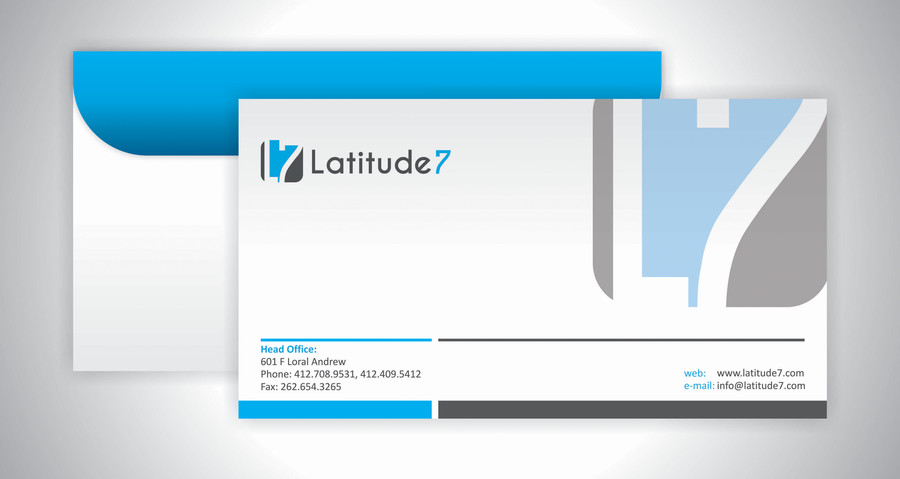 Latitude7
Head Office:
601 F Loral Andrew
Phone: 412.708.9531, 412.409.5412
Fax: 262.654.3265
web: www.latitude7.com
e-mail: info@latitude7.com